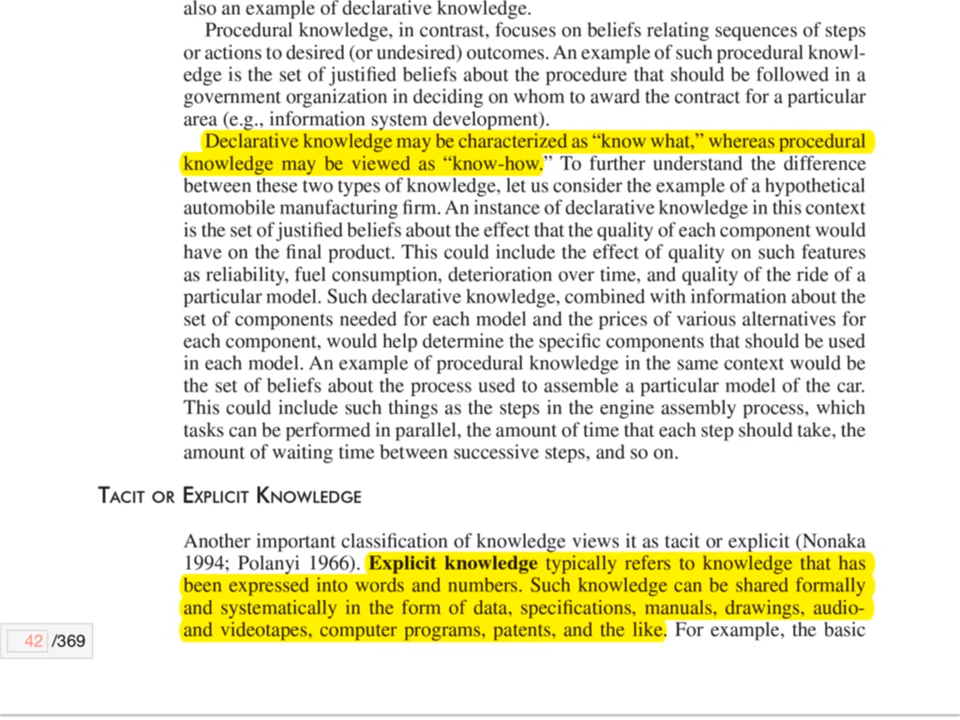 also an example of declarative knowledge.
Procedural knowledge, in contrast, focuses on beliefs relating sequences of steps
or actions to desired (or undesired) outcomes. An example of such procedural knowl-
edge is the set of justified beliefs about the procedure that should be followed in a
government organization in deciding on whom to award the contract for a particular
area (e.g., information system development).
Declarative knowledge may be characterized as “know what,” whereas procedural
knowledge may be viewed as “know-how.” To further understand the difference
between these two types of knowledge, let us consider the example of a hypothetical
automobile manufacturing firm. An instance of declarative knowledge in this context
is the set of justified beliefs about the effect that the quality of each component would
have on the final product. This could include the effect of quality on such features
as reliability, fuel consumption, deterioration over time, and quality of the ride of a
particular model. Such declarative knowledge, combined with information about the
set of components needed for each model and the prices of various alternatives for
each component, would help determine the specific components that should be used
in each model. An example of procedural knowledge in the same context would be
the set of beliefs about the process used to assemble a particular model of the car.
This could include such things as the steps in the engine assembly process, which
tasks can be performed in parallel, the amount of time that each step should take, the
amount of waiting time between successive steps, and so on.
TACIT OR EXPLICIT KNOWLEDGE
Another important classification of knowledge views it as tacit or explicit (Nonaka
1994; Polanyi 1966). Explicit knowledge typically refers to knowledge that has
been expressed into words and numbers. Such knowledge can be shared formally
and systematically in the form of data, specifications, manuals, drawings, audio-
and videotapes, computer programs, patents, and the like. For example, the basic
42 /369